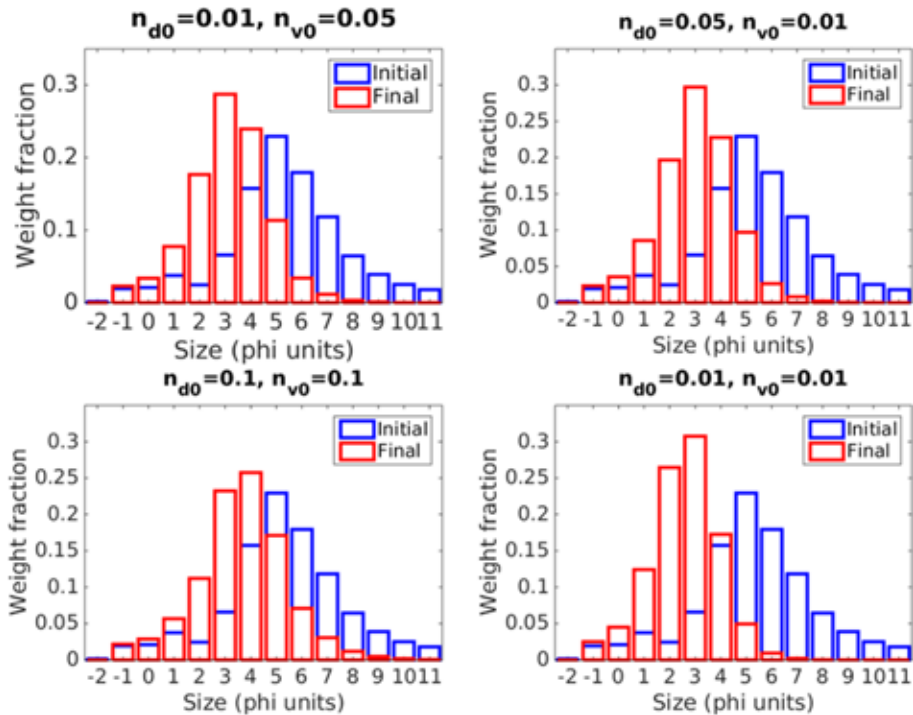 n_d0=0.01, n_v0=0.05
Weight fraction
0.3
0.2
0.1
0
Initial
Final
-2 -1 0 1 2 3 4 5 6 7 8 9 10 11
Size (phi units)
n_d0=0.05, n_v0=0.01
Weight fraction
0.3
0.25
0.2
0.15
0.1
0.05
0
Initial
Final
-2 -1 0 1 2 3 4 5 6 7 8 9 10 11
Size (phi units)
n_d0=0.1, n_v0=0.1
Weight fraction
0.3
0.25
0.2
0.15
0.1
0.05
0
Initial
Final
-2 -1 0 1 2 3 4 5 6 7 8 9 10 11
Size (phi units)
n_d0=0.01, n_v0=0.01
Weight fraction
0.3
0.25
0.2
0.15
0.1
0.05
0
Initial
Final
-2 -1 0 1 2 3 4 5 6 7 8 9 10 11
Size (phi units)